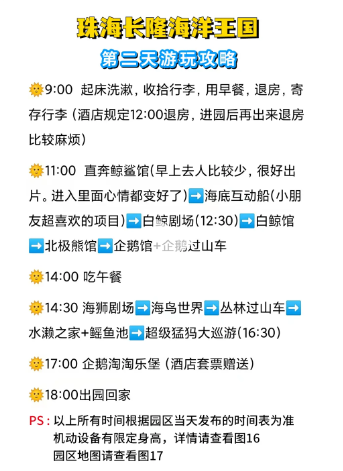 珠海长隆海洋王国
第二天游玩攻略
🌞9:00 起床洗漱，收拾行李，用早餐，退房，寄
存行李（酒店规定12:00退房，进园后再出来退房
比较麻烦）
🌞11:00 直奔鲸鲨馆(早上去人比较少，很好出
片。进入里面心情都变好了)➡️海底互动船(小朋
友超喜欢的项目)➡️白鲸剧场(12:30)➡️白鲸馆
➡️北极熊馆➡️企鹅馆+企鹅过山车
🌞14:00 吃午餐
🌞14:30 海狮剧场➡️海鸟世界➡️丛林过山车➡️
水濑之家+鳐鱼池➡️超级猛犸大巡游(16:30)
🌞17:00 企鹅淘淘乐堡（酒店套票赠送）
🌞18:00出园回家
PS：以上所有时间根据园区当天发布的时间表为准
机动设备有限定身高，详情请查看图16
园区地图请查看图17